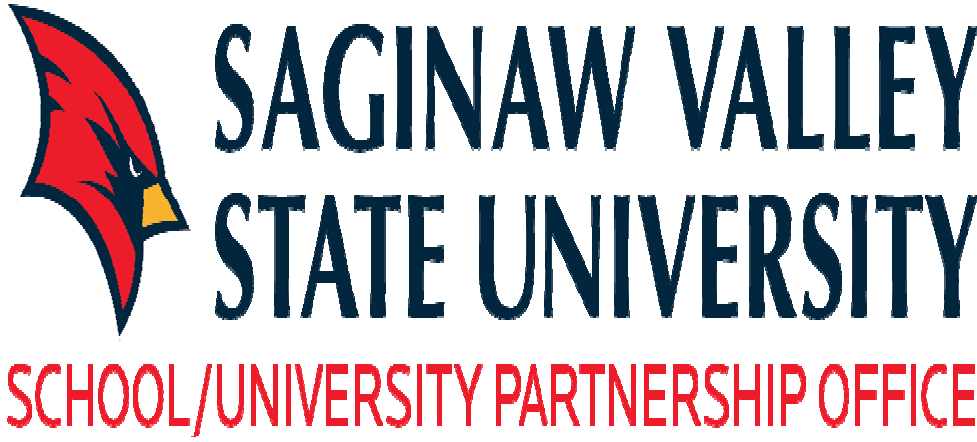 SAGINAW VALLEY
STATE UNIVERSITY
SCHOOL/UNIVERSITY PARTNERSHIP OFFICE